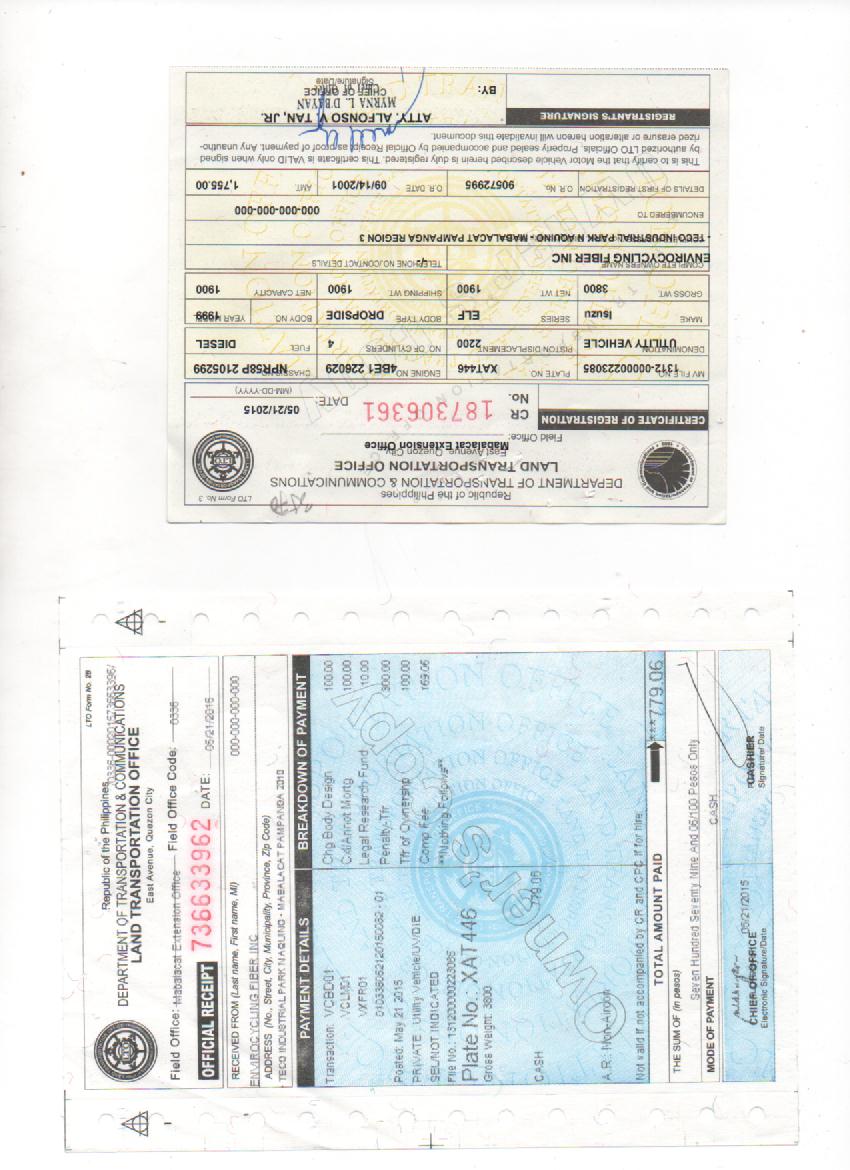 LTO Form No. 3
Republic of the Philippines
DEPARTMENT OF TRANSPORTATION & COMMUNICATIONS
LAND TRANSPORTATION OFFICE
East Avenue, Quezon City
Field Office: Mabalacat Extension Office
CERTIFICATE OF REGISTRATION CR No. 187306361 DATE: 05/21/2015
(MM-DD-YYYY)
MV FILE NO 1312-00000223085 PLATE NO. XAT446 ENGINE NO 4BE1 226029 CHASSIS NPR58P 2105299
DENOMINATION UTILITY VEHICLE PISTON DISPLACEMENT 2200 NO. OF CYLINDERS 4 FUEL DIESEL
MAKE Isuzu SERIES ELF BODY TYPE DROPSIDE BODY NO. YEAR MODEL 1999
GROSS WT. 3800 NET WT. 1900 SHIPPING WT. 1900 NET CAPACITY 1900
COMPLETE OWNER'S NAME ENVIROCYCLING FIBER INC TELEPHONE NO./CONTACT DETAILS -/-
- TECO INDUSTRIAL PARK NAQUINO - MABALACAT PAMPANGA REGION 3
ENCUMBERED TO 000-000-000-000
DETAILS OF FIRST REGISTRATION O.R. No. 90572995 O.R. DATE 09/14/2001 AMT. 1,755.00
This is to certify that the Motor Vehicle described herein is duly registered. This certificate is VALID only when signed
by authorized LTO Officials. Properly sealed and accompanied by Official Receipt as proof of payment. Any unautho-
rized erasure or alteration hereon will invalidate this document.
REGISTRANT'S SIGNATURE
ATTY. ALFONSO V. TAN, JR.
MYRNA L. D'BAYAN
BY: CHIEF OF OFFICE
Signature/Date
LTO Form No. 29
Republic of the Philippines
DEPARTMENT OF TRANSPORTATION & COMMUNICATIONS
LAND TRANSPORTATION OFFICE
East Avenue, Quezon City
Field Office: Mabalacat Extension Office Field Office Code: 0336
OFFICIAL RECEIPT 736633962 DATE: 05/21/2015
RECEIVED FROM (Last name, First name, MI) 000-000-000-000
ENVIROCYCLING FIBER INC
ADDRESS (No., Street, City, Municipality, Province, Zip Code)
- TECO INDUSTRIAL PARK NAQUINO - MABALACAT PAMPANGA 2010
PAYMENT DETAILS BREAKDOWN OF PAYMENT
Transaction: VCBD01 Chg Body Design 100.00
VCLM01 Cxl/Annot Mortg 100.00
VXFR01 Legal Research Fund 10.00
Penalty-Tfr 300.00
Posted: May 21 2015 Tfr of Ownership 100.00
PRIVATE Utility Vehicle/UV/DIE Comp Fee 169.06
SEL/NOT INDICATED **Nothing Follows**
File No.: 131200000223085
Plate No.: XAT446
Gross Weight: 3800
CASH 779.06
A.R.: Non-Aircon
Not valid if not accompanied by CR and CPC if for hire.
TOTAL AMOUNT PAID ***779.06
THE SUM OF (in pesos)
Seven Hundred Seventy Nine And 06/100 Pesos Only
MODE OF PAYMENT CASH
05/21/2015
CHIEF OF OFFICE CASHIER
Electronic Signature/Date Signature/Date
Owner's Copy